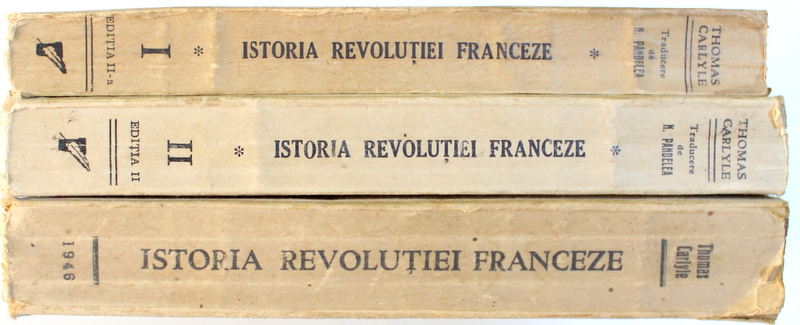 THOMAS
CARLYLE
Traducere
de
N. PANDELEA
ISTORIA REVOLUȚIEI FRANCEZE
I
EDITIA II-a
THOMAS
CARLYLE
Traducere
de
N. PANDELEA
ISTORIA REVOLUȚIEI FRANCEZE
II
EDIȚIA II
Thomas
Carlyle
ISTORIA REVOLUȚIEI FRANCEZE
1946